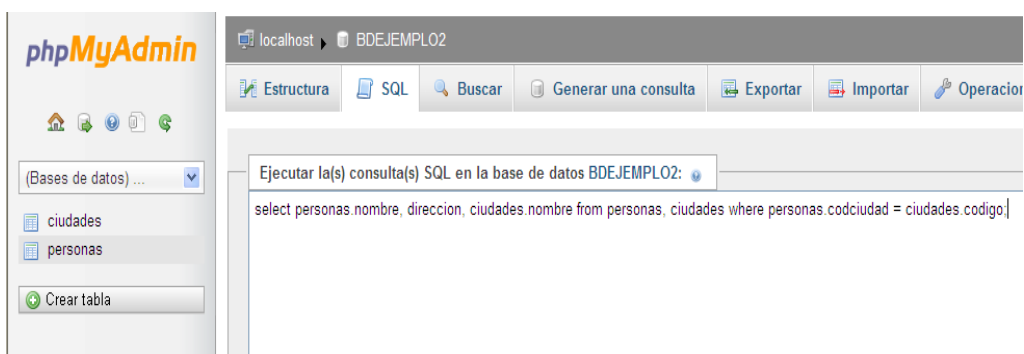 phpMyAdmin
(Bases de datos) ...
ciudades
personas
Crear tabla
localhost BDEJEMPLO2
Estructura SQL Buscar Generar una consulta Exportar Importar Operacion
Ejecutar la(s) consulta(s) SQL en la base de datos BDEJEMPLO2:
select personas.nombre, direccion, ciudades.nombre from personas, ciudades where personas.codciudad = ciudades.codigo;